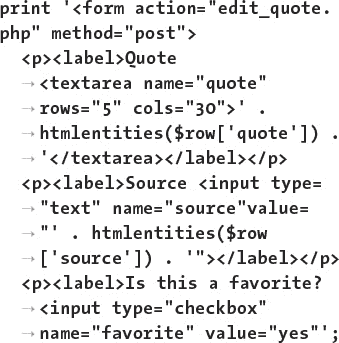 print '<form action="edit_quote.
php" method="post">
<p><label>Quote
→ <textarea name="quote"
→ rows="5" cols="30">' .
→ htmlentities($row['quote']) .
→ '</textarea></label></p>
<p><label>Source <input type=
→ "text" name="source"value=
→ "' . htmlentities($row
→ ['source']) . '"></label></p>
<p><label>Is this a favorite?
→ <input type="checkbox"
→ name="favorite" value="yes"';